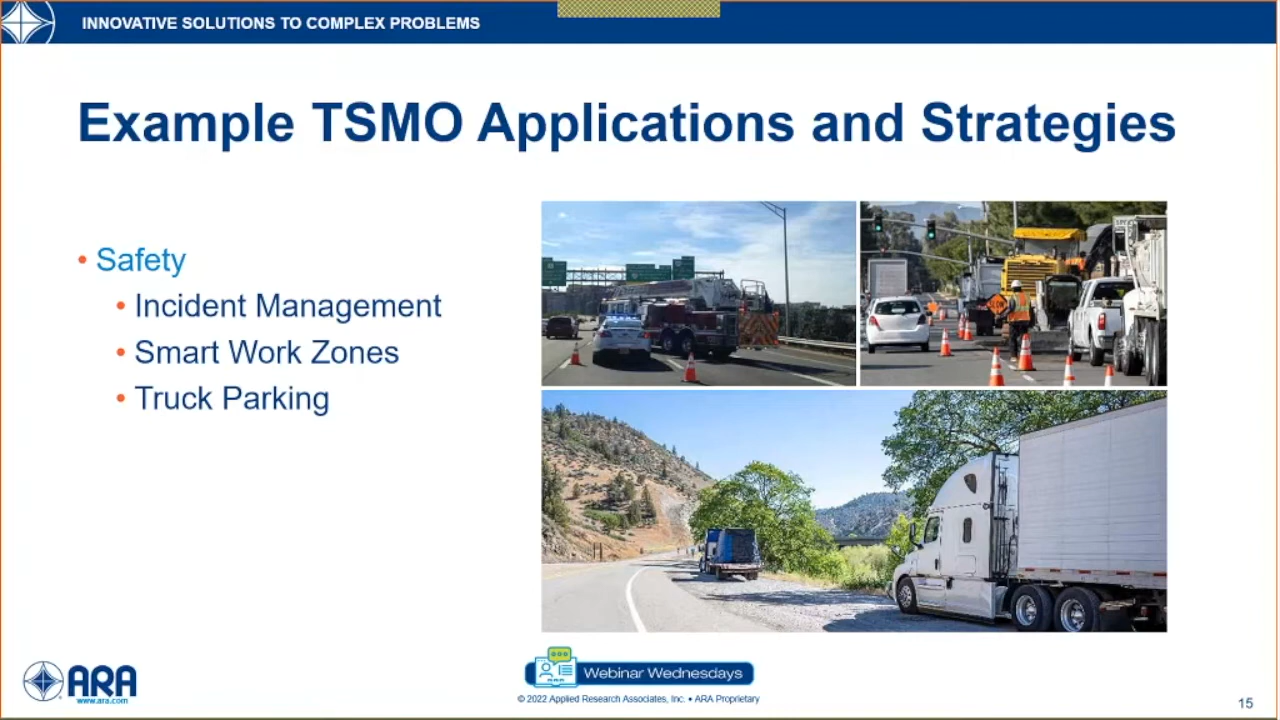 INNOVATIVE SOLUTIONS TO COMPLEX PROBLEMS
Example TSMO Applications and Strategies
• Safety
• Incident Management
• Smart Work Zones
• Truck Parking
SLOW
ARA
www.ara.com
Webinar Wednesdays
© 2022 Applied Research Associates, Inc. • ARA Proprietary
15